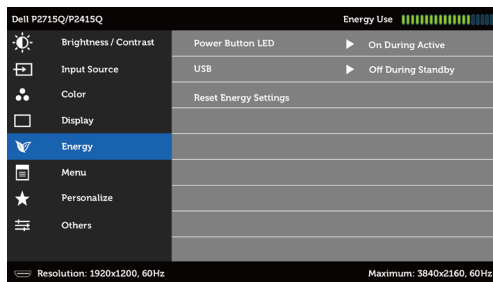 Dell P2715Q/P2415Q Energy Use
Brightness / Contrast Power Button LED On During Active
Input Source USB Off During Standby
Color Reset Energy Settings
Display
Energy
Menu
Personalize
Others
Resolution: 1920x1200, 60Hz Maximum: 3840x2160, 60Hz